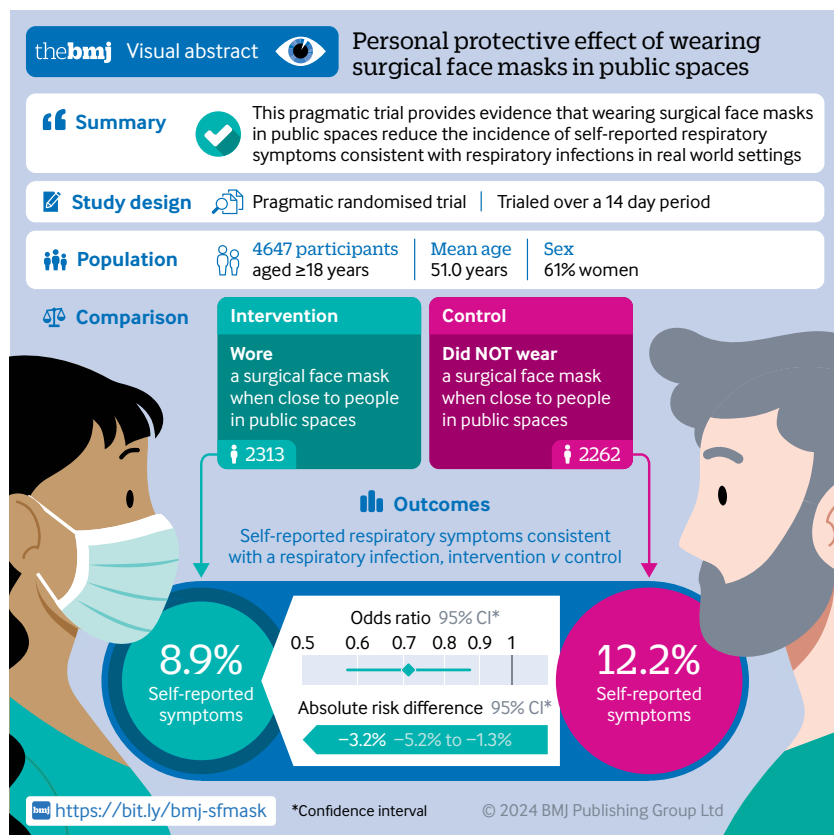 thebmj Visual abstract
Personal protective effect of wearing
surgical face masks in public spaces
Summary
This pragmatic trial provides evidence that wearing surgical face masks
in public spaces reduce the incidence of self-reported respiratory
symptoms consistent with respiratory infections in real world settings
Study design
Pragmatic randomised trial | Trialed over a 14 day period
Population
4647 participants
aged ≥18 years
Mean age
51.0 years
Sex
61% women
Comparison
Intervention
Wore
a surgical face mask
when close to people
in public spaces
2313
Control
Did NOT wear
a surgical face mask
when close to people
in public spaces
2262
Outcomes
Self-reported respiratory symptoms consistent
with a respiratory infection, intervention v control
8.9%
Self-reported
symptoms
Odds ratio 95% CI*
0.5 0.6 0.7 0.8 0.9 1
Absolute risk difference 95% CI*
−3.2% −5.2% to −1.3%
12.2%
Self-reported
symptoms
bmj https://bit.ly/bmj-sfmask
*Confidence interval
© 2024 BMJ Publishing Group Ltd